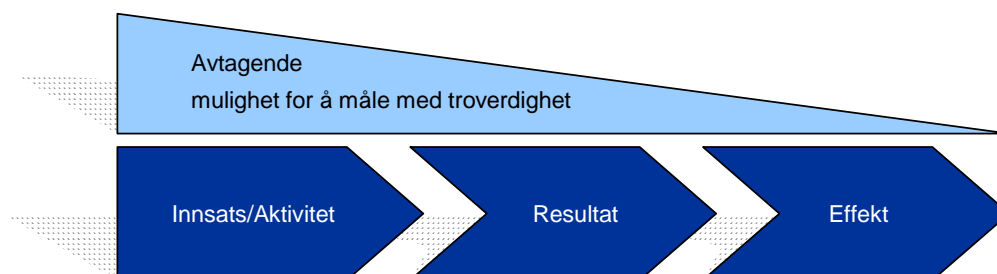 Avtagende
mulighet for å måle med troverdighet
Innsats/Aktivitet
Resultat
Effekt